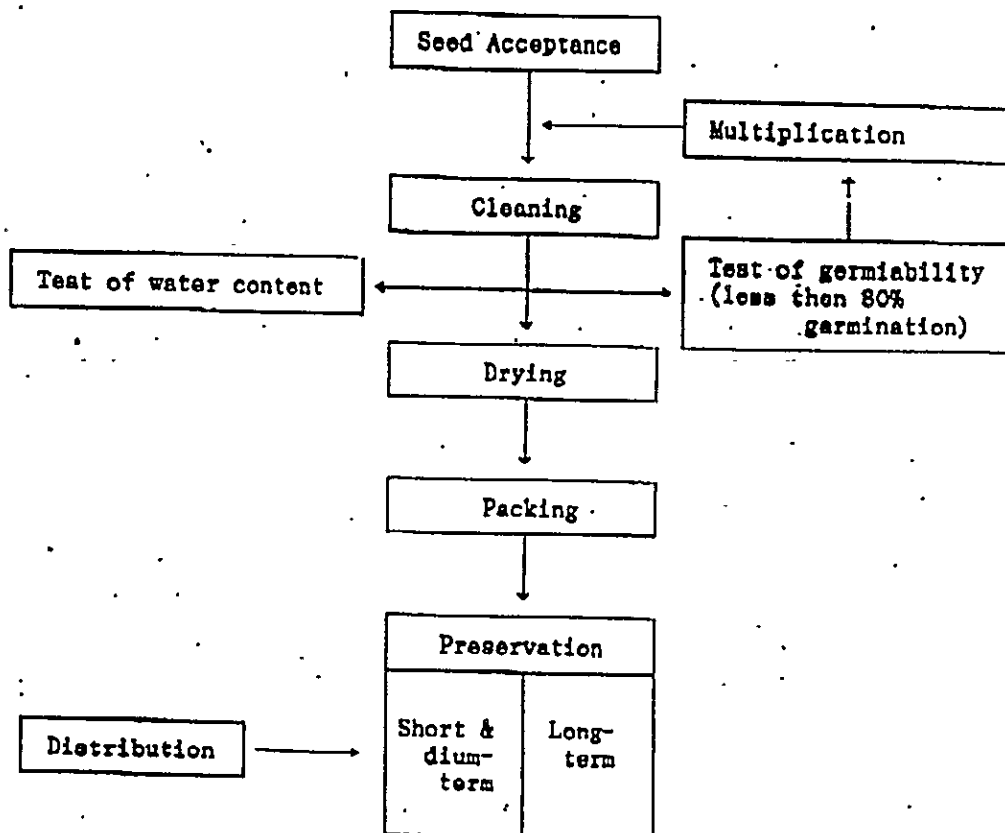 Seed Acceptance
Multiplication
Cleaning
Test of water content
Test of germiability
(less then 80%
garmination)
Drying
Packing
Preservation
Short &
dium-
term
Long-
term
Distribution